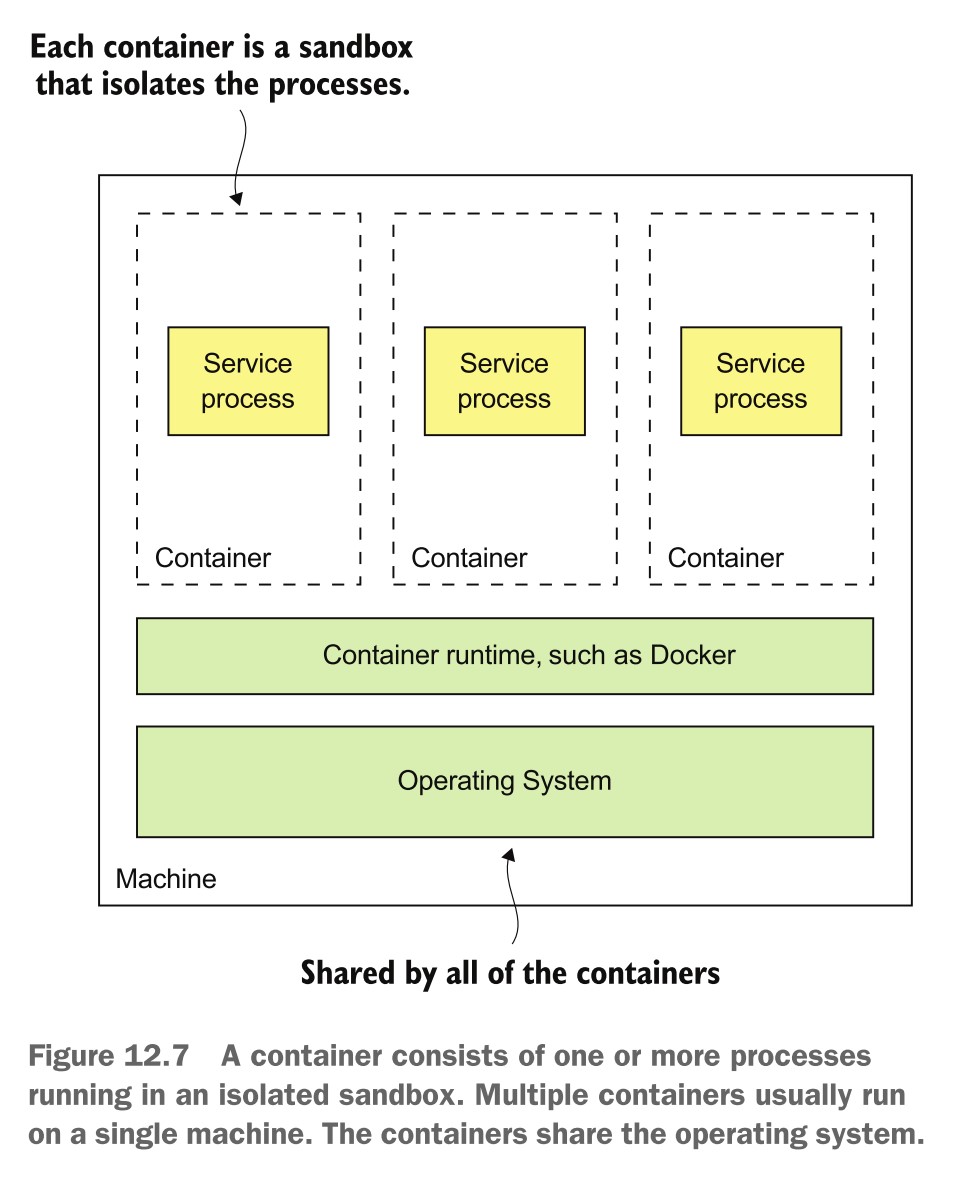 Each container is a sandbox
that isolates the processes.
Service
process
Service
process
Service
process
Container
Container
Container
Container runtime, such as Docker
Operating System
Machine
Shared by all of the containers
Figure 12.7 A container consists of one or more processes
running in an isolated sandbox. Multiple containers usually run
on a single machine. The containers share the operating system.